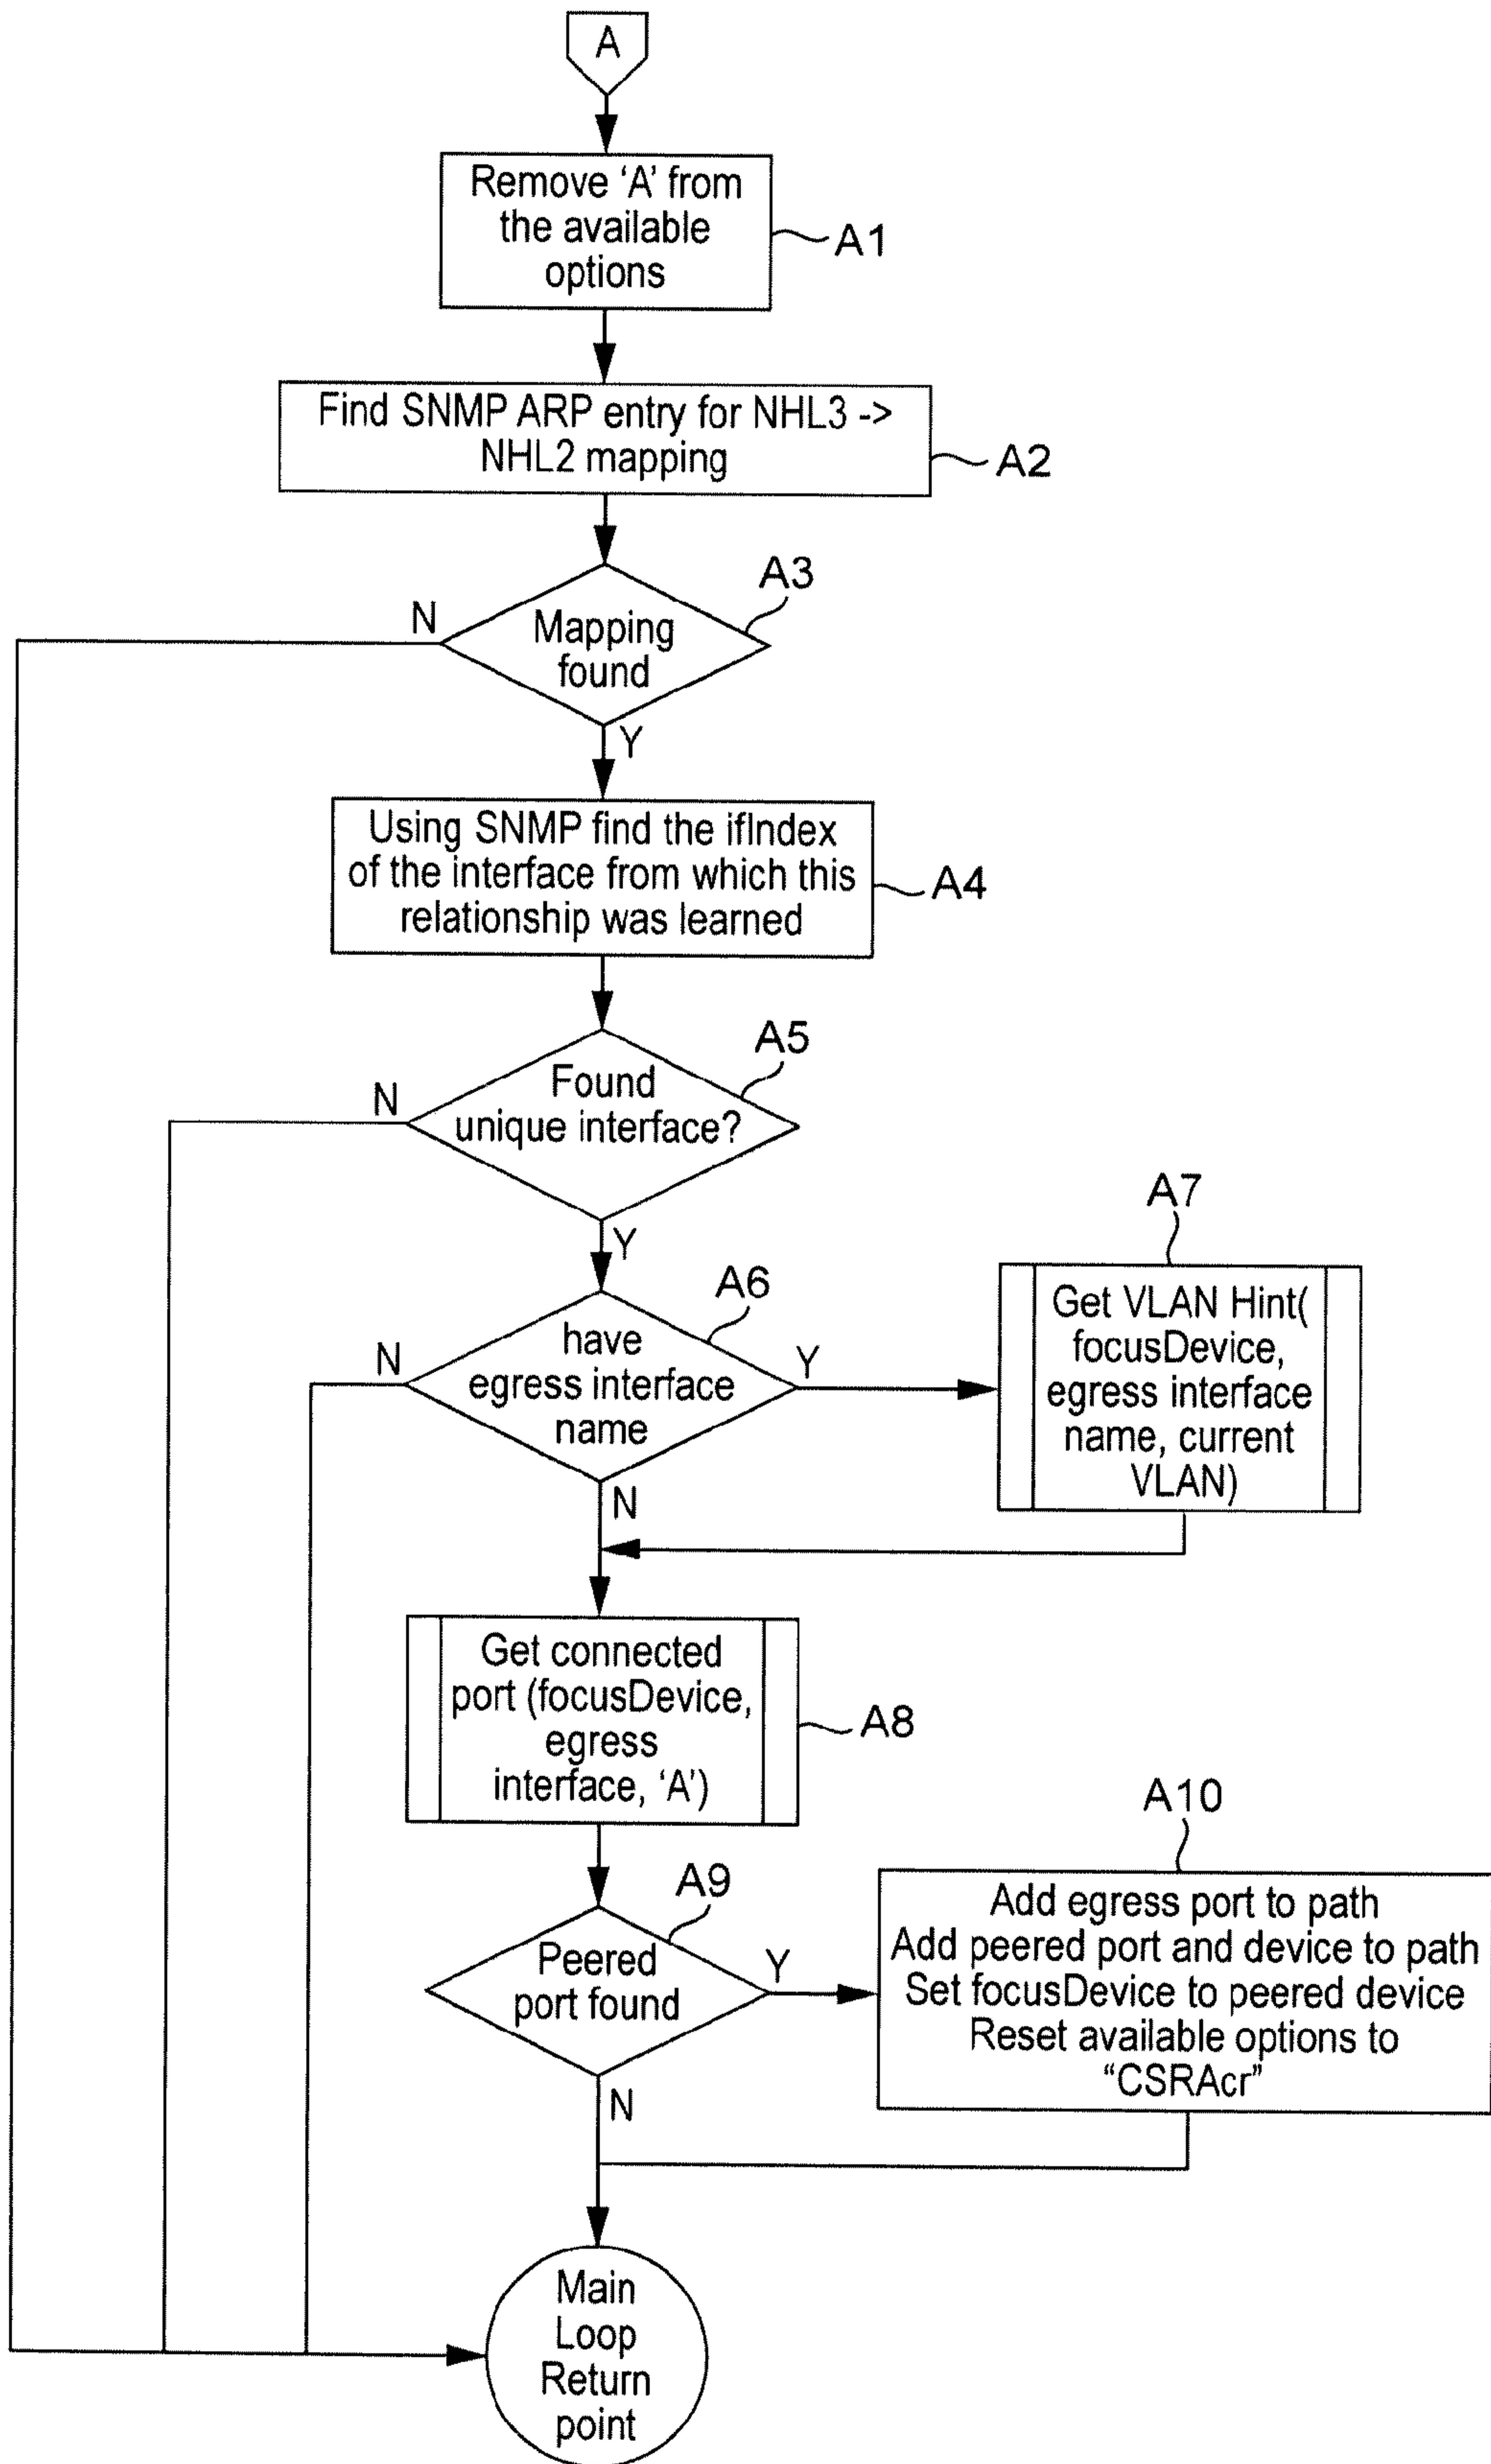 A
Remove ‘A’ from
the available
options
A1
Find SNMP ARP entry for NHL3 ->
NHL2 mapping
A2
A3
N
Mapping
found
Y
Using SNMP find the ifIndex
of the interface from which this
relationship was learned
A4
A5
N
Found
unique interface?
Y
A6
N
have
egress interface
name
Y
N
A7
Get VLAN Hint(
focusDevice,
egress interface
name, current
VLAN)
Get connected
port (focusDevice,
egress
interface, ‘A’)
A8
A9
Peered
port found
Y
N
A10
Add egress port to path
Add peered port and device to path
Set focusDevice to peered device
Reset available options to
“CSRAcr”
Main
Loop
Return
point